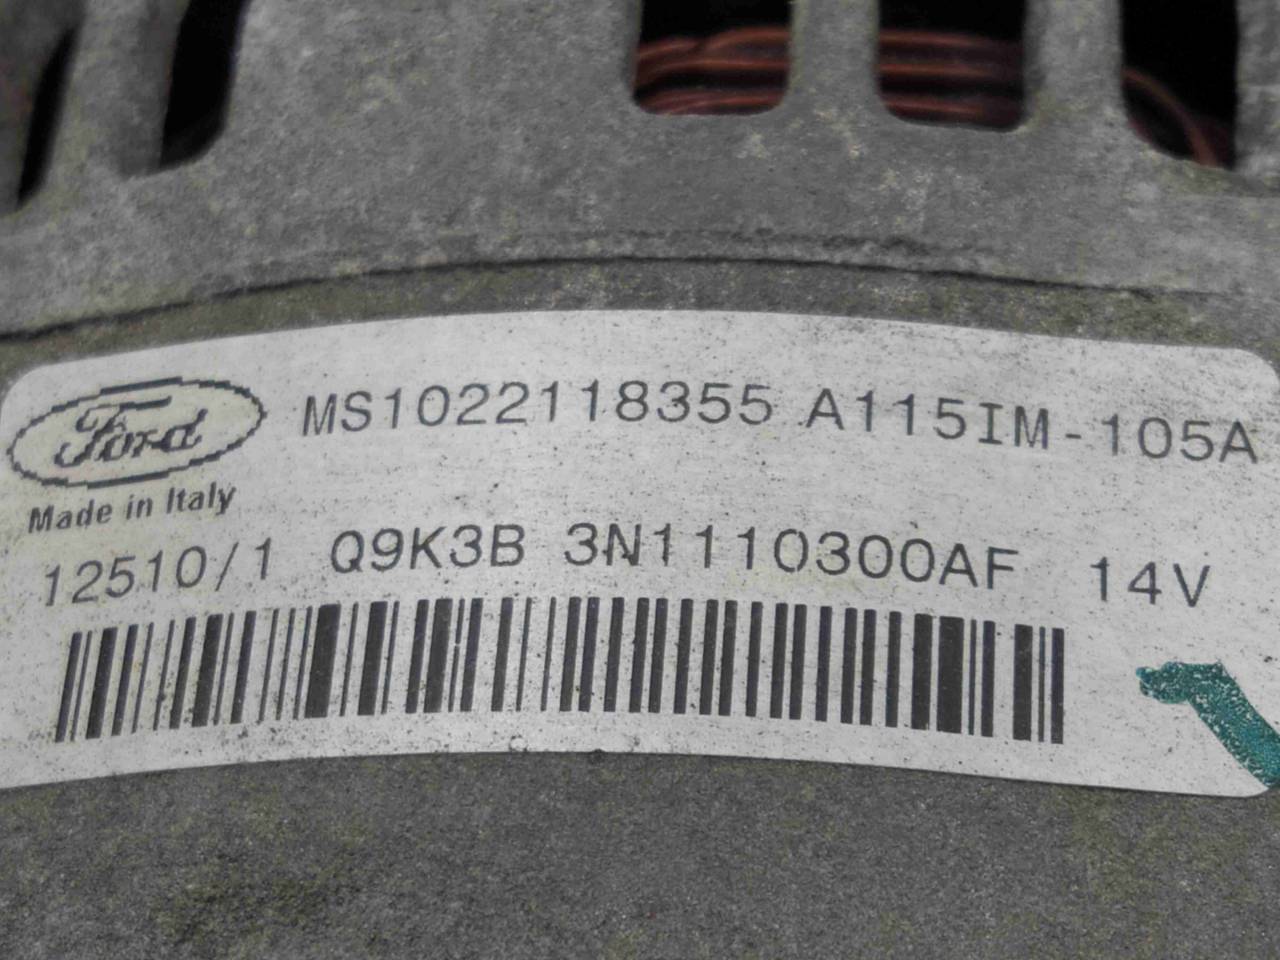 Ford MS1022118355 A115IM-105A
Made in Italy
12510/1 Q9K3B 3N1110300AF 14V